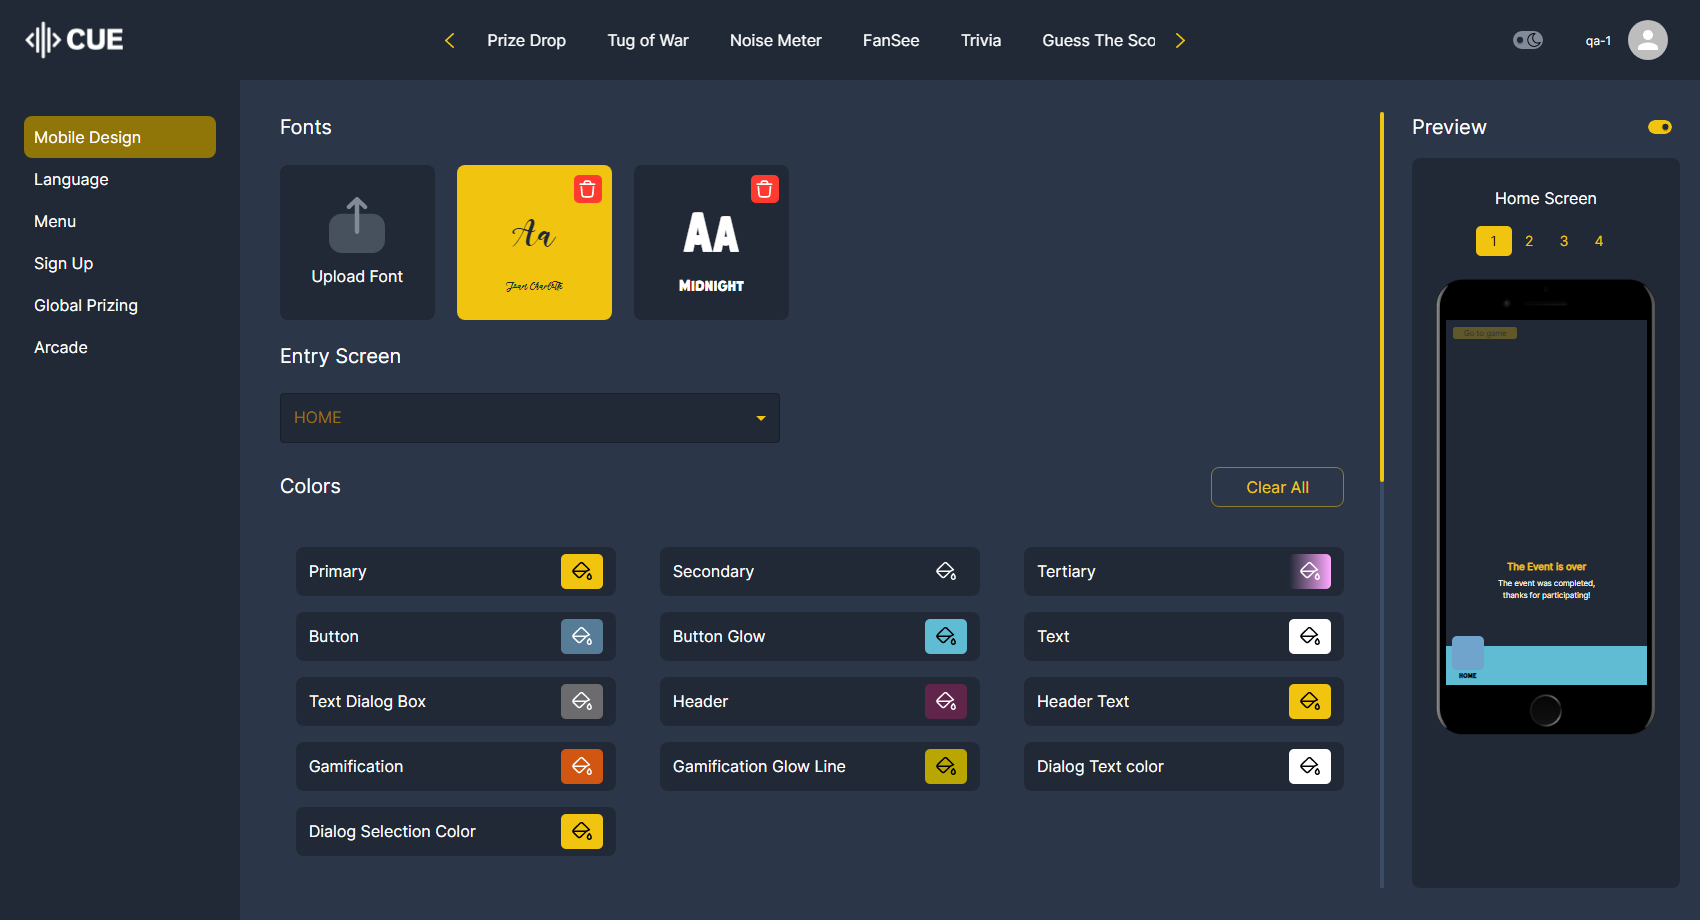 CUE
Prize Drop
Tug of War
Noise Meter
FanSee
Trivia
Guess The Sco
qa-1
Mobile Design
Language
Menu
Sign Up
Global Prizing
Arcade
Fonts
Upload Font
Aa
Jean Charlotte
AA
MIDNIGHT
Entry Screen
HOME
Colors
Clear All
Primary
Secondary
Tertiary
Button
Button Glow
Text
Text Dialog Box
Header
Header Text
Gamification
Gamification Glow Line
Dialog Text color
Dialog Selection Color
Preview
Home Screen
1 2 3 4
Go to game
The Event is over
The event was completed,
thanks for participating!
HOME